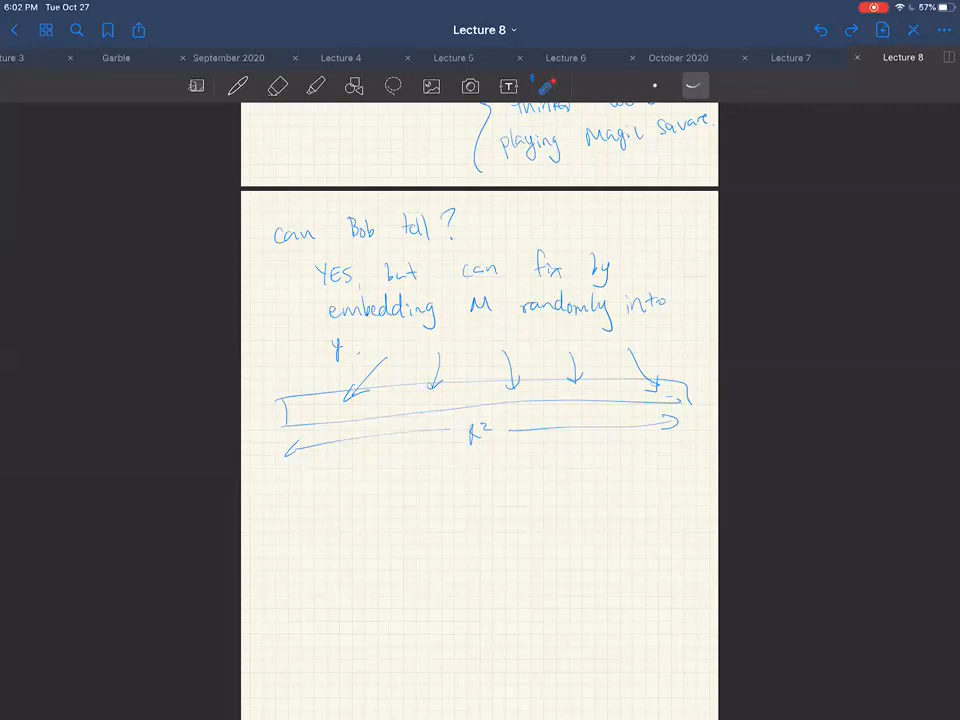 6:02 PM Tue Oct 27
57%
Lecture 8
ure 3
Garble
September 2020
Lecture 4
Lecture 5
Lecture 6
October 2020
Lecture 7
Lecture 8
playing Magic Square.
can Bob tell?
YES, but can fix by
embedding M randomly into
y.
k²